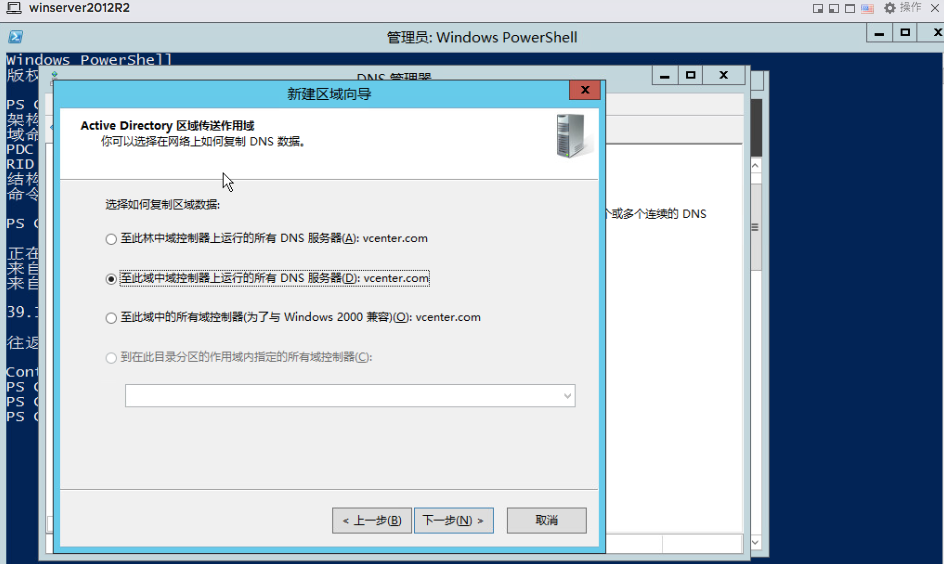 winserver2012R2
操作
管理员: Windows PowerShell
Windows PowerShell
版权
DNS 管理器
新建区域向导
Active Directory 区域传送作用域
你可以选择在网络上如何复制 DNS 数据。
PS C
架构
域命
PDC
RID
结构
命令
选择如何复制区域数据:
个或多个连续的 DNS
PS C
至此林中域控制器上运行的所有 DNS 服务器(A): vcenter.com
正在
来自
来自
至此域中域控制器上运行的所有 DNS 服务器(D): vcenter.com
39.1
至此域中的所有域控制器(为了与 Windows 2000 兼容)(O): vcenter.com
往返
到在此目录分区的作用域内指定的所有域控制器(C):
Cont
PS C
PS C
PS C
< 上一步(B)
下一步(N) >
取消